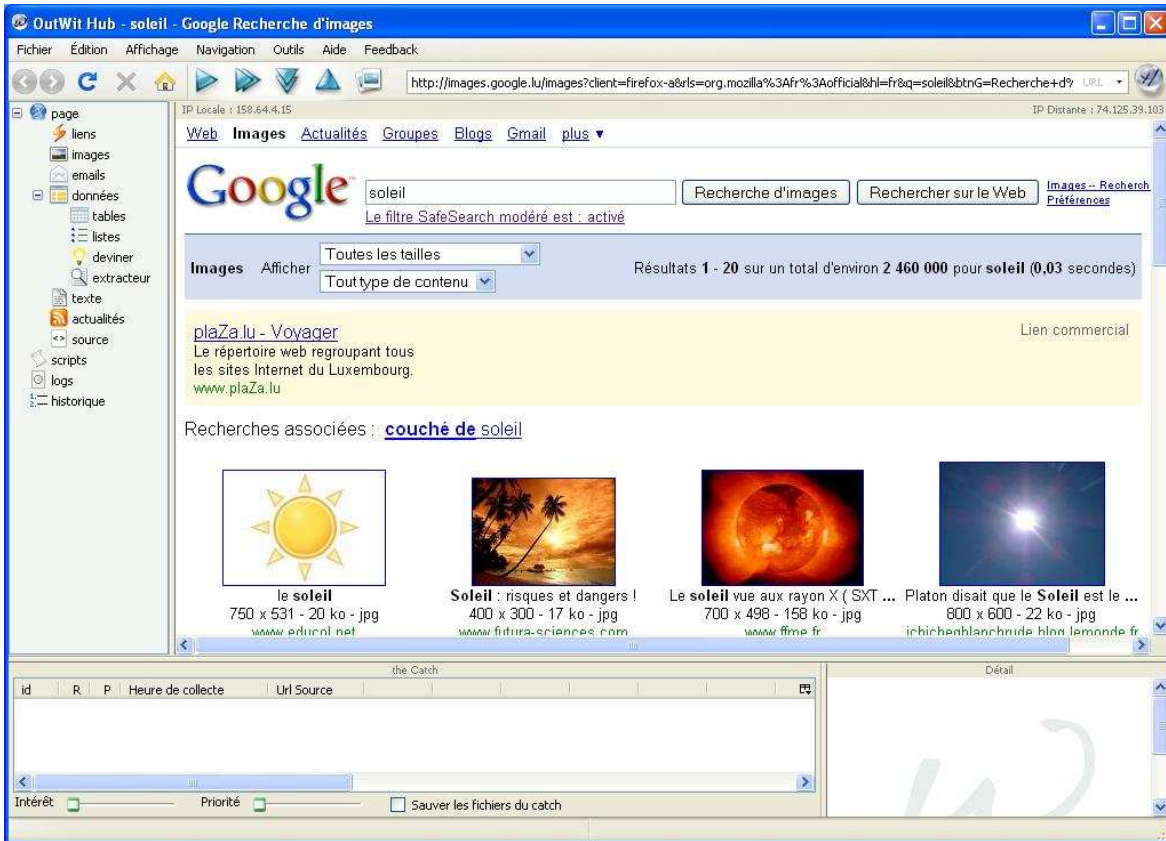 OutWit Hub - soleil - Google Recherche d'images
Fichier Édition Affichage Navigation Outils Aide Feedback
http://images.google.lu/images?client=firefox-a&rls=org.mozilla%3Afr%3Aofficial&hl=fr&q=soleil&btnG=Recherche+d% URL
IP Locale : 158.64.4.15 IP Distante : 74.125.39.103
page
liens
images
emails
données
tables
listes
deviner
extracteur
texte
actualités
source
scripts
logs
historique
Web Images Actualités Groupes Blogs Gmail plus ▼
Google soleil Recherche d'images Rechercher sur le Web Images -- Recherch
Préférences
Le filtre SafeSearch modéré est : activé
Images Afficher Toutes les tailles
Tout type de contenu
Résultats 1 - 20 sur un total d'environ 2 460 000 pour soleil (0,03 secondes)
plaZa.lu - Voyager Lien commercial
Le répertoire web regroupant tous
les sites Internet du Luxembourg.
www.plaZa.lu
Recherches associées : couché de soleil
le soleil
750 x 531 - 20 ko - jpg
www.educol.net
Soleil : risques et dangers !
400 x 300 - 17 ko - jpg
www.futura-sciences.com
Le soleil vue aux rayon X ( SXT ...
700 x 498 - 158 ko - jpg
www.ffme.fr
Platon disait que le Soleil est le ...
800 x 600 - 22 ko - jpg
ichicheghlanchrude.blog.lemonde.fr
the Catch Détail
id R P Heure de collecte Url Source
Intérêt Priorité Sauver les fichiers du catch